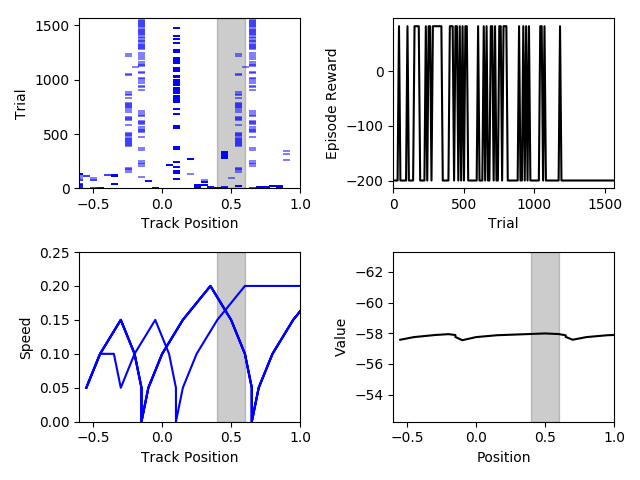 1500
1000
500
0
Trial
−0.5 0.0 0.5 1.0
Track Position
0
−100
−200
Episode Reward
0 500 1000 1500
Trial
0.25
0.20
0.15
0.10
0.05
0.00
Speed
−0.5 0.0 0.5 1.0
Track Position
−62
−60
−58
−56
−54
Value
−0.5 0.0 0.5 1.0
Position